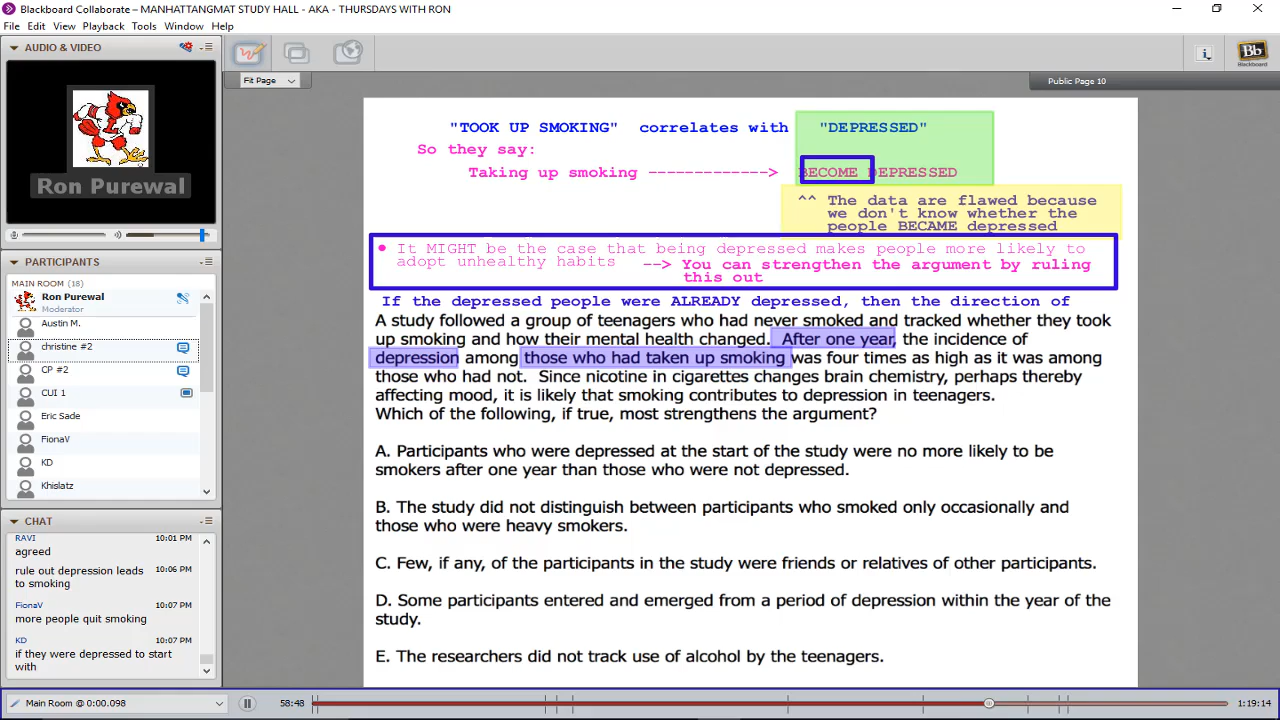 Blackboard Collaborate – MANHATTANGMAT STUDY HALL - AKA - THURSDAYS WITH RON
File Edit View Playback Tools Window Help
AUDIO & VIDEO
Ron Purewal
PARTICIPANTS
MAIN ROOM (18)
Ron Purewal
Moderator
Austin M.
christine #2
CP #2
CUI 1
Eric Sade
FionaV
KD
Khislatz
CHAT
RAVI 10:01 PM
agreed
rule out depression leads 10:06 PM
to smoking
FionaV 10:07 PM
more people quit smoking
KD 10:07 PM
if they were depressed to start
with
Main Room @ 0:00.098
58:48
1:19:14
Fit Page
Public Page 10
Bb
Blackboard
"TOOK UP SMOKING" correlates with "DEPRESSED"
So they say:
Taking up smoking -------------> BECOME DEPRESSED
^^ The data are flawed because
we don't know whether the
people BECAME depressed
• It MIGHT be the case that being depressed makes people more likely to
adopt unhealthy habits --> You can strengthen the argument by ruling
this out
If the depressed people were ALREADY depressed, then the direction of
A study followed a group of teenagers who had never smoked and tracked whether they took
up smoking and how their mental health changed. After one year, the incidence of
depression among those who had taken up smoking was four times as high as it was among
those who had not. Since nicotine in cigarettes changes brain chemistry, perhaps thereby
affecting mood, it is likely that smoking contributes to depression in teenagers.
Which of the following, if true, most strengthens the argument?
A. Participants who were depressed at the start of the study were no more likely to be
smokers after one year than those who were not depressed.
B. The study did not distinguish between participants who smoked only occasionally and
those who were heavy smokers.
C. Few, if any, of the participants in the study were friends or relatives of other participants.
D. Some participants entered and emerged from a period of depression within the year of the
study.
E. The researchers did not track use of alcohol by the teenagers.